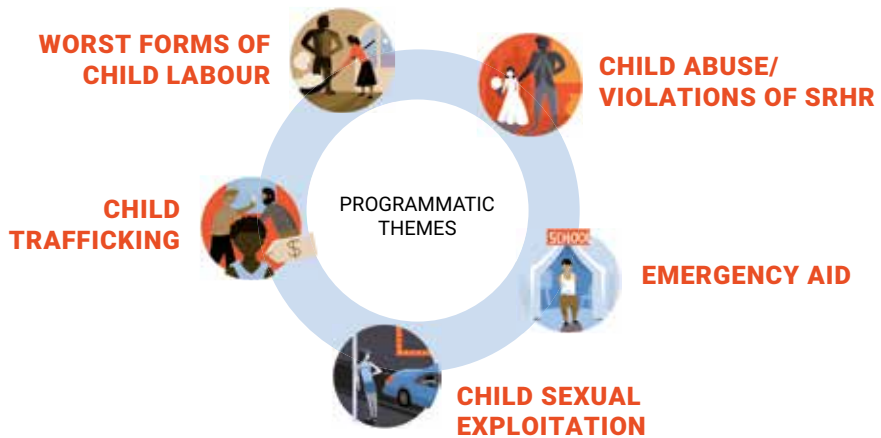 WORST FORMS OF
CHILD LABOUR
CHILD ABUSE/
VIOLATIONS OF SRHR
PROGRAMMATIC
THEMES
CHILD
TRAFFICKING
$
SCHOOL
EMERGENCY AID
CHILD SEXUAL
EXPLOITATION